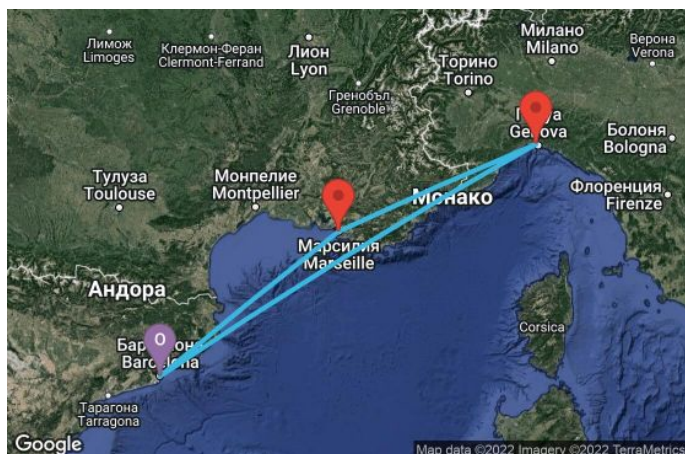 Лимож
Limoges
Клермон-Феран
Clermont-Ferrand
Лион
Lyon
Милано
Milano
Верона
Verona
Торино
Torino
Гренобъл
Grenoble
Genova
Болоня
Bologna
Тулуза
Toulouse
Монпелие
Montpellier
Монако
Флоренция
Firenze
Марсилия
Marseille
Андора
O
Barcelona
Corsica
Тарагона
Tarragona
Google
Map data ©2022 Imagery ©2022 TerraMetrics